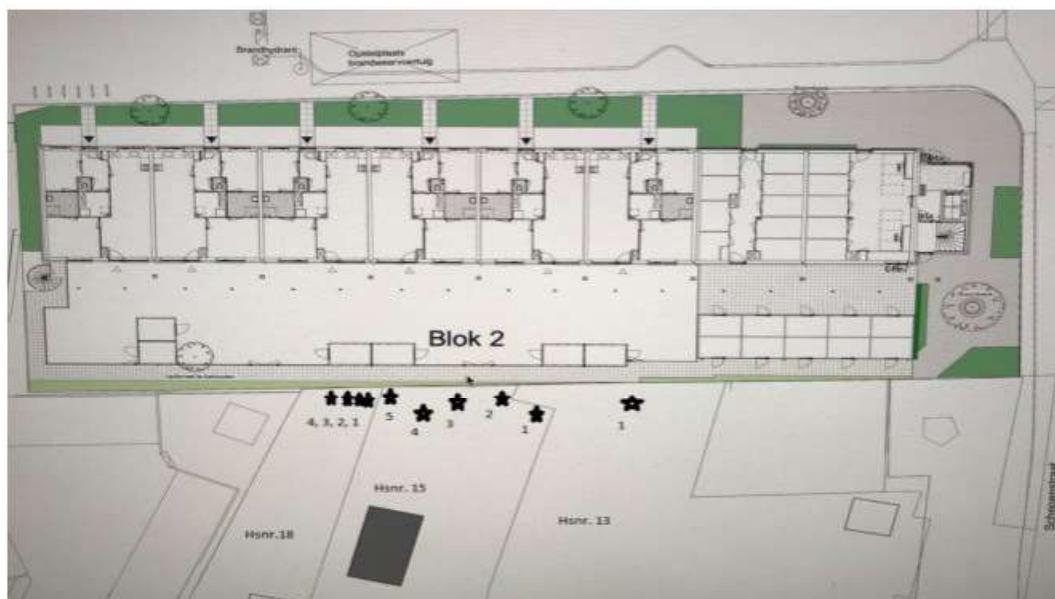 Brandhydrant
Opstelplaats
brandweervoertuig
Blok 2
4, 3, 2, 1
5
4
3
2
1
1
Hsnr. 15
Hsnr.18
Hsnr. 13